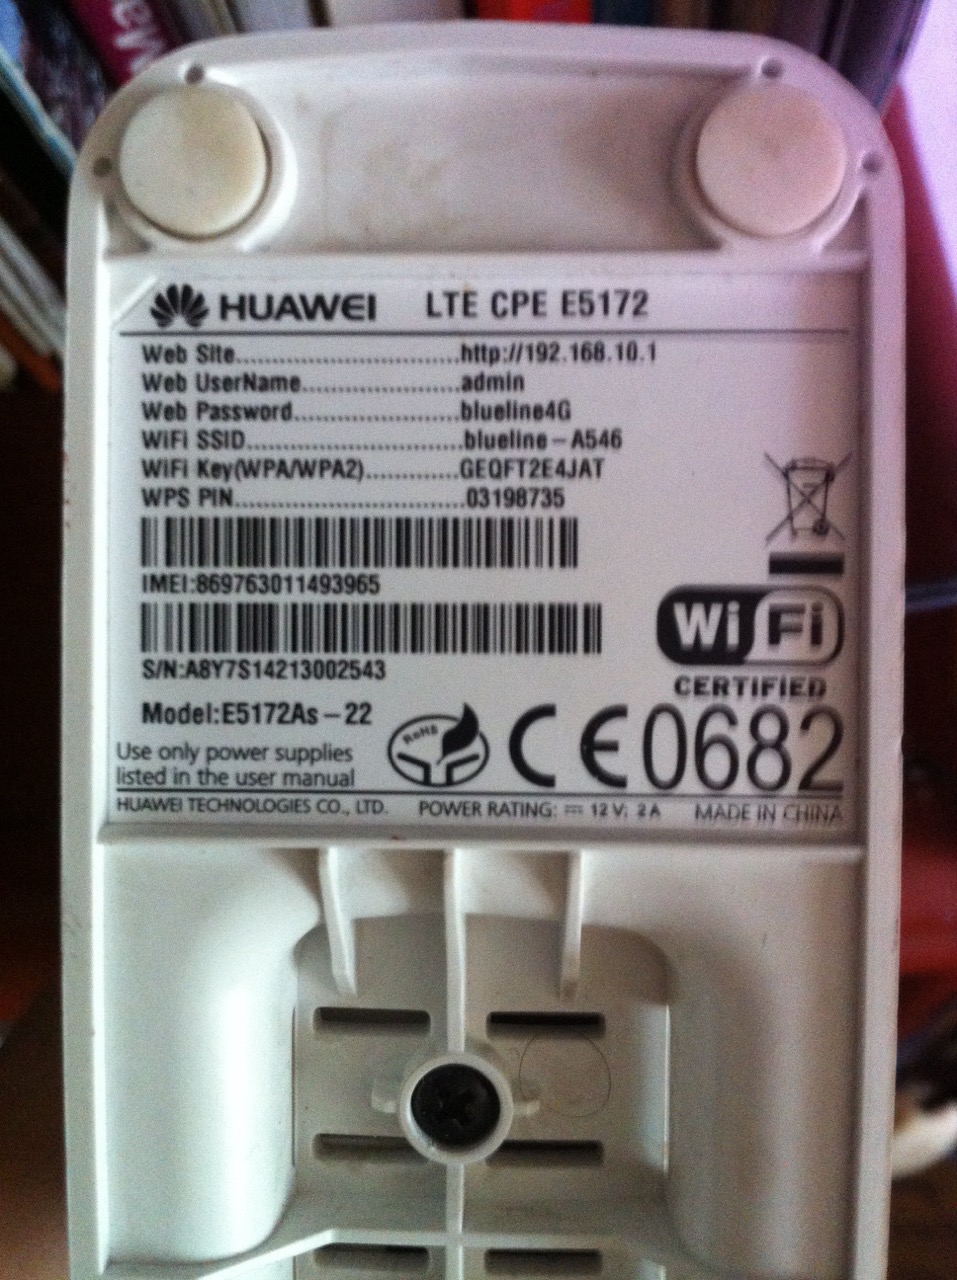 HUAWEI LTE CPE E5172
Web Site............................http://192.168.10.1
Web UserName....................admin
Web Password.....................blueline4G
WiFi SSID...........................blueline-A546
WiFi Key(WPA/WPA2)............GEQFT2E4JAT
WPS PIN............................03198735
IMEI:869763011493965
S/N:A8Y7S14213002543
WiFi
CERTIFIED
Model:E5172As-22
RoHS
CE0682
Use only power supplies
listed in the user manual
HUAWEI TECHNOLOGIES CO., LTD. POWER RATING: ⎓ 12 V; 2 A MADE IN CHINA